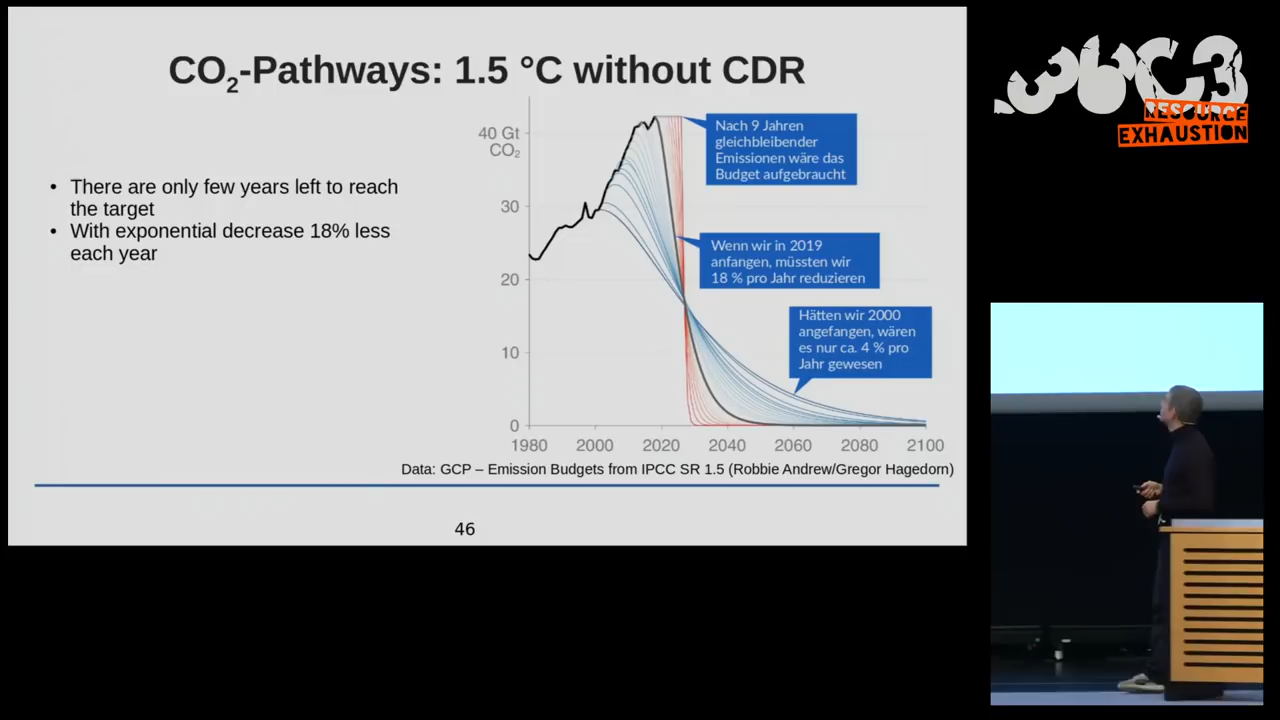 CO₂-Pathways: 1.5 °C without CDR
• There are only few years left to reach
the target
• With exponential decrease 18% less
each year
40 Gt
CO₂
30
20
10
0
1980 2000 2020 2040 2060 2080 2100
Nach 9 Jahren
gleichbleibender
Emissionen wäre das
Budget aufgebraucht
Wenn wir in 2019
anfangen, müssten wir
18 % pro Jahr reduzieren
Hätten wir 2000
angefangen, wären
es nur ca. 4 % pro
Jahr gewesen
Data: GCP – Emission Budgets from IPCC SR 1.5 (Robbie Andrew/Gregor Hagedorn)
46
36C3
RESOURCE
EXHAUSTION